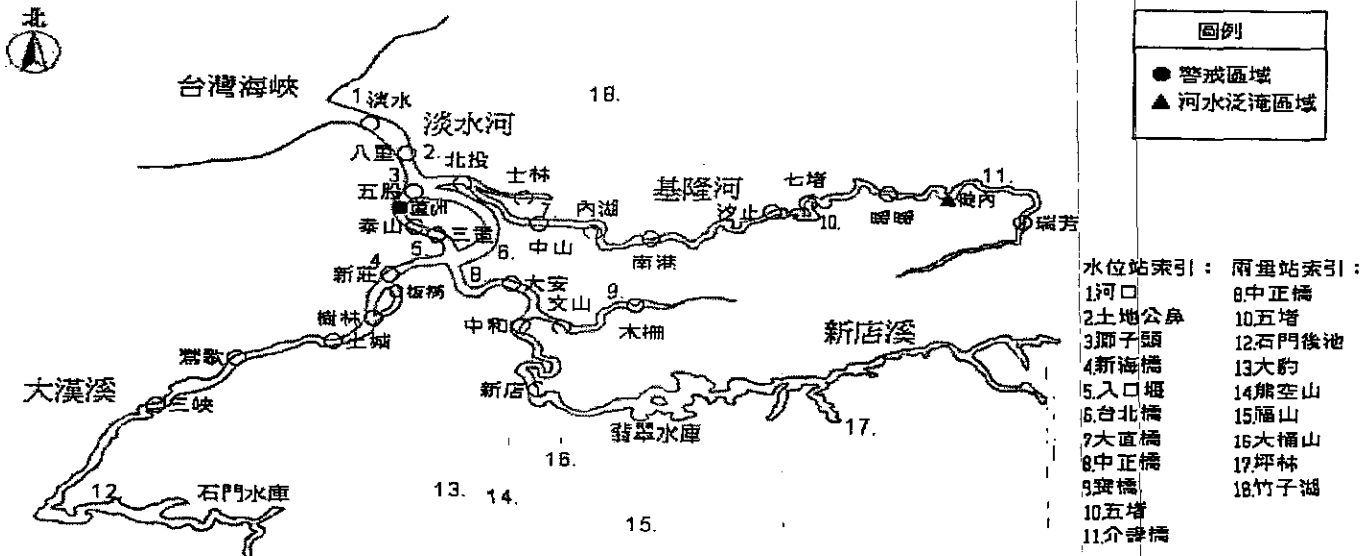 北
圖例
警戒區域
河水泛淹區域
台灣海峽
1 淡水
18.
淡水河
八里 2.
北投
3
五股
士林
基隆河
七堵
11.
蘆洲
7.
內湖
汐止
10.
暖暖
碇內
瑞芳
泰山
三重
5.
6.
中山
南港
4
新莊
8.
大安
板橋
文山
9.
木柵
樹林
土城
中和
新店溪
鶯歌
大漢溪
三峽
新店
翡翠水庫
17.
16.
12.
石門水庫
13.
14.
15.
水位站索引：
1河口
2土地公鼻
3獅子頭
4新海橋
5.入口堰
6.台北橋
7大直橋
8中正橋
9寶橋
10五堵
11介壽橋
雨量站索引：
8.中正橋
10.五堵
12.石門後池
13.大豹
14.熊空山
15.福山
16.大桶山
17.坪林
18.竹子湖